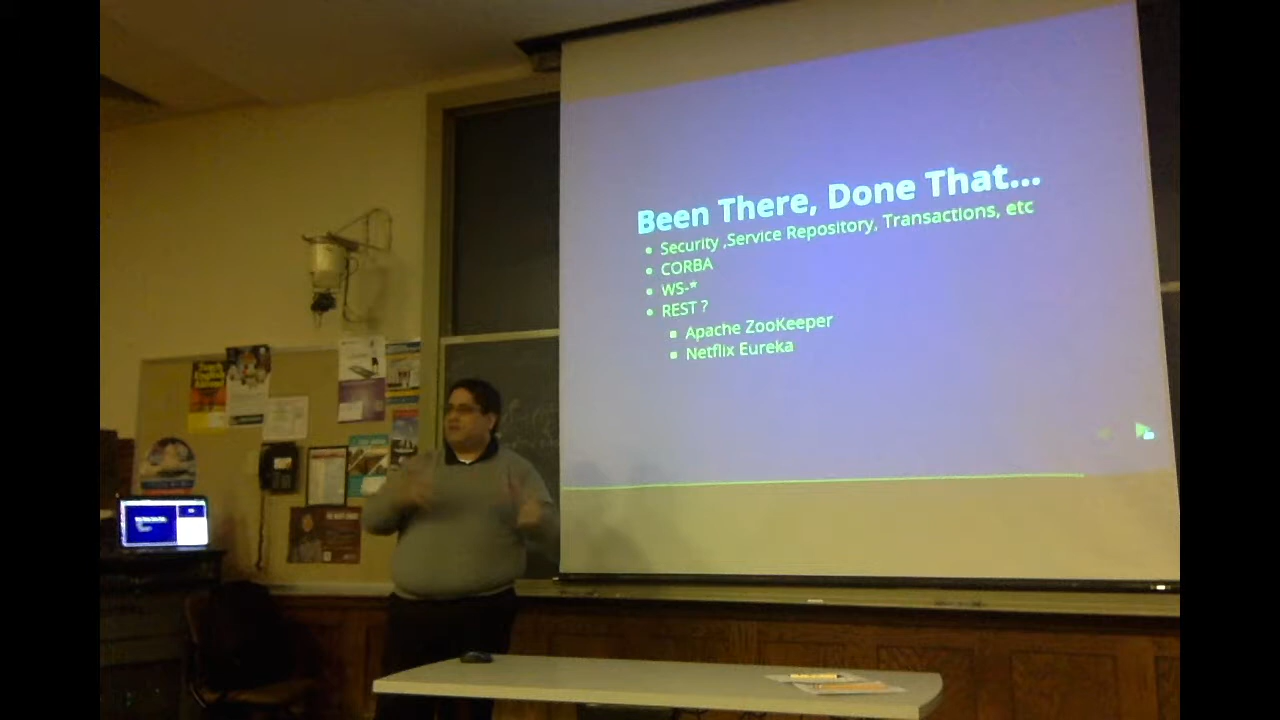 Been There, Done That...
• Security ,Service Repository, Transactions, etc
• CORBA
• WS-*
• REST ?
▪ Apache ZooKeeper
▪ Netflix Eureka